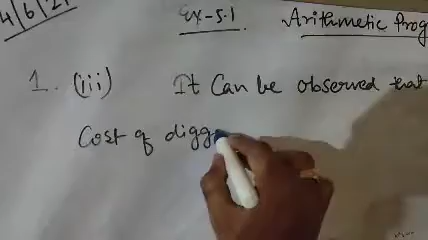 4/6/21
Ex-5.1 Arithmetic Prog
1. (iii) It Can be observed that
Cost of digg